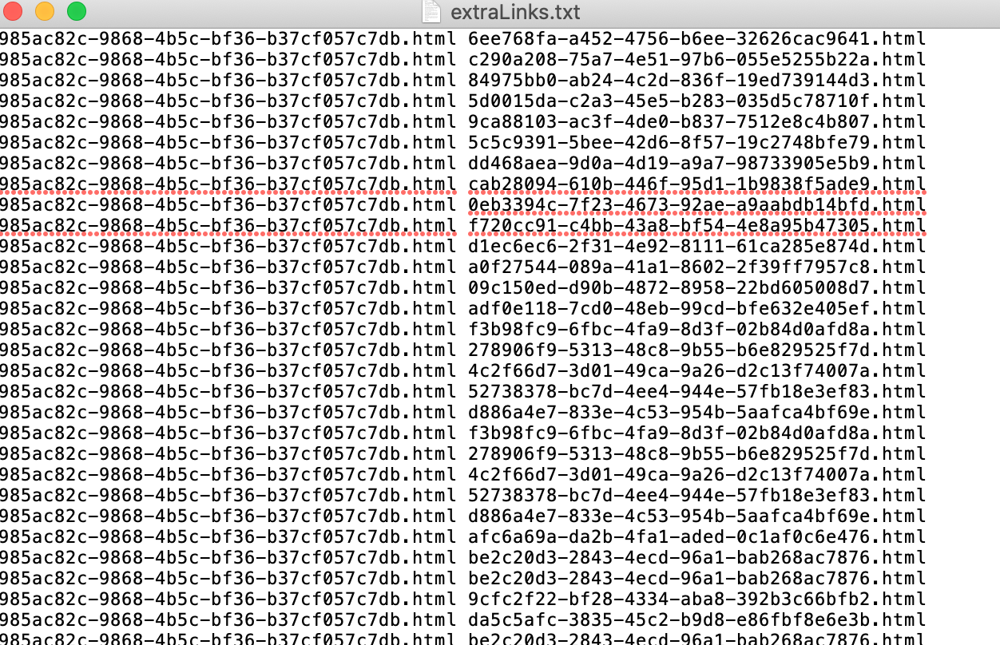 extraLinks.txt
985ac82c-9868-4b5c-bf36-b37cf057c7db.html 6ee768fa-a452-4756-b6ee-32626cac9641.html
985ac82c-9868-4b5c-bf36-b37cf057c7db.html c290a208-75a7-4e51-97b6-055e5255b22a.html
985ac82c-9868-4b5c-bf36-b37cf057c7db.html 84975bb0-ab24-4c2d-836f-19ed739144d3.html
985ac82c-9868-4b5c-bf36-b37cf057c7db.html 5d0015da-c2a3-45e5-b283-035d5c78710f.html
985ac82c-9868-4b5c-bf36-b37cf057c7db.html 9ca88103-ac3f-4de0-b837-7512e8c4b807.html
985ac82c-9868-4b5c-bf36-b37cf057c7db.html 5c5c9391-5bee-42d6-8f57-19c2748bfe79.html
985ac82c-9868-4b5c-bf36-b37cf057c7db.html dd468aea-9d0a-4d19-a9a7-98733905e5b9.html
985ac82c-9868-4b5c-bf36-b37cf057c7db.html cab28094-610b-446f-95d1-1b9838f5ade9.html
985ac82c-9868-4b5c-bf36-b37cf057c7db.html 0eb3394c-7f23-4673-92ae-a9aabdb14bfd.html
985ac82c-9868-4b5c-bf36-b37cf057c7db.html f720cc91-c4bb-43a8-bf54-4e8a95b47305.html
985ac82c-9868-4b5c-bf36-b37cf057c7db.html d1ec6ec6-2f31-4e92-8111-61ca285e874d.html
985ac82c-9868-4b5c-bf36-b37cf057c7db.html a0f27544-089a-41a1-8602-2f39ff7957c8.html
985ac82c-9868-4b5c-bf36-b37cf057c7db.html 09c150ed-d90b-4872-8958-22bd605008d7.html
985ac82c-9868-4b5c-bf36-b37cf057c7db.html adf0e118-7cd0-48eb-99cd-bfe632e405ef.html
985ac82c-9868-4b5c-bf36-b37cf057c7db.html f3b98fc9-6fbc-4fa9-8d3f-02b84d0afd8a.html
985ac82c-9868-4b5c-bf36-b37cf057c7db.html 278906f9-5313-48c8-9b55-b6e829525f7d.html
985ac82c-9868-4b5c-bf36-b37cf057c7db.html 4c2f66d7-3d01-49ca-9a26-d2c13f74007a.html
985ac82c-9868-4b5c-bf36-b37cf057c7db.html 52738378-bc7d-4ee4-944e-57fb18e3ef83.html
985ac82c-9868-4b5c-bf36-b37cf057c7db.html d886a4e7-833e-4c53-954b-5aafca4bf69e.html
985ac82c-9868-4b5c-bf36-b37cf057c7db.html f3b98fc9-6fbc-4fa9-8d3f-02b84d0afd8a.html
985ac82c-9868-4b5c-bf36-b37cf057c7db.html 278906f9-5313-48c8-9b55-b6e829525f7d.html
985ac82c-9868-4b5c-bf36-b37cf057c7db.html 4c2f66d7-3d01-49ca-9a26-d2c13f74007a.html
985ac82c-9868-4b5c-bf36-b37cf057c7db.html 52738378-bc7d-4ee4-944e-57fb18e3ef83.html
985ac82c-9868-4b5c-bf36-b37cf057c7db.html d886a4e7-833e-4c53-954b-5aafca4bf69e.html
985ac82c-9868-4b5c-bf36-b37cf057c7db.html afc6a69a-da2b-4fa1-aded-0c1af0c6e476.html
985ac82c-9868-4b5c-bf36-b37cf057c7db.html be2c20d3-2843-4ecd-96a1-bab268ac7876.html
985ac82c-9868-4b5c-bf36-b37cf057c7db.html be2c20d3-2843-4ecd-96a1-bab268ac7876.html
985ac82c-9868-4b5c-bf36-b37cf057c7db.html 9cfc2f22-bf28-4334-aba8-392b3c66bfb2.html
985ac82c-9868-4b5c-bf36-b37cf057c7db.html da5c5afc-3835-45c2-b9d8-e86fbf8e6e3b.html
985ac82c-9868-4b5c-bf36-b37cf057c7db.html be2c20d3-2843-4ecd-96a1-bab268ac7876.html